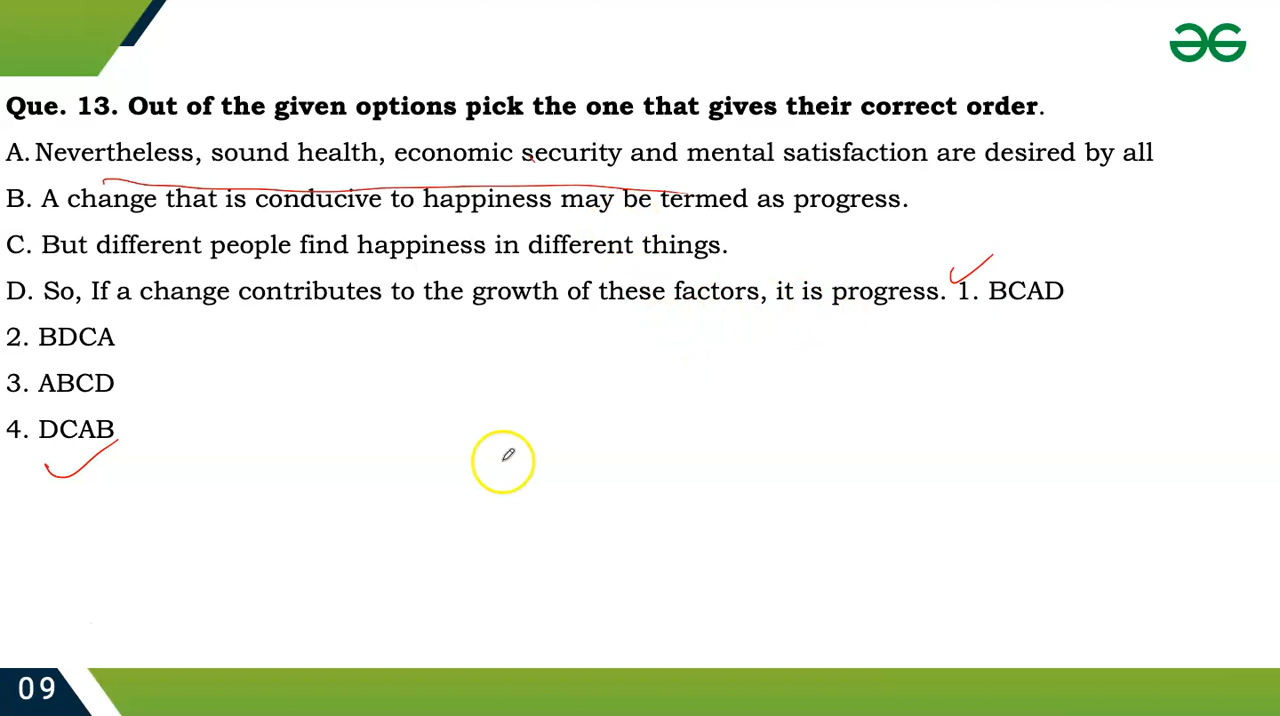 Que. 13. Out of the given options pick the one that gives their correct order.
A. Nevertheless, sound health, economic security and mental satisfaction are desired by all
B. A change that is conducive to happiness may be termed as progress.
C. But different people find happiness in different things.
D. So, If a change contributes to the growth of these factors, it is progress. 1. BCAD
2. BDCA
3. ABCD
4. DCAB
09